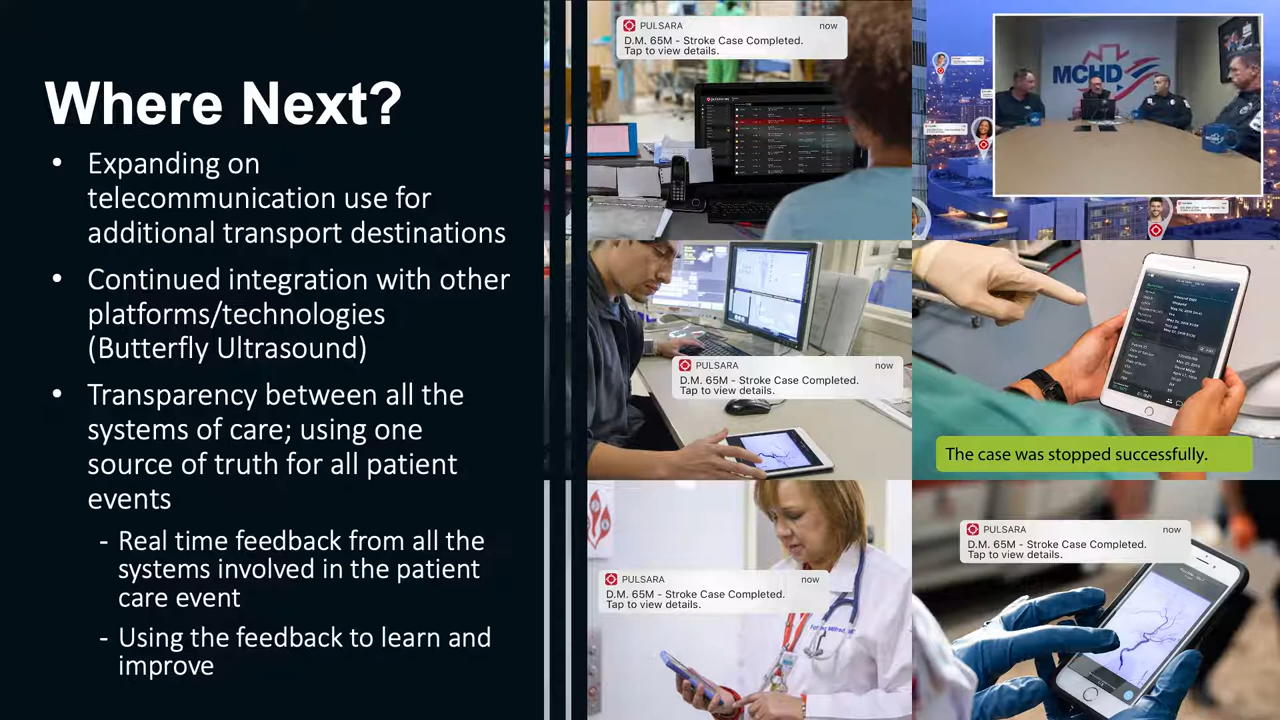 Where Next?
• Expanding on
telecommunication use for
additional transport destinations
• Continued integration with other
platforms/technologies
(Butterfly Ultrasound)
• Transparency between all the
systems of care; using one
source of truth for all patient
events
- Real time feedback from all the
systems involved in the patient
care event
- Using the feedback to learn and
improve
PULSARA now
D.M. 65M - Stroke Case Completed.
Tap to view details.
MCHD
PULSARA now
D.M. 65M - Stroke Case Completed.
Tap to view details.
The case was stopped successfully.
PULSARA now
D.M. 65M - Stroke Case Completed.
Tap to view details.
PULSARA now
D.M. 65M - Stroke Case Completed.
Tap to view details.